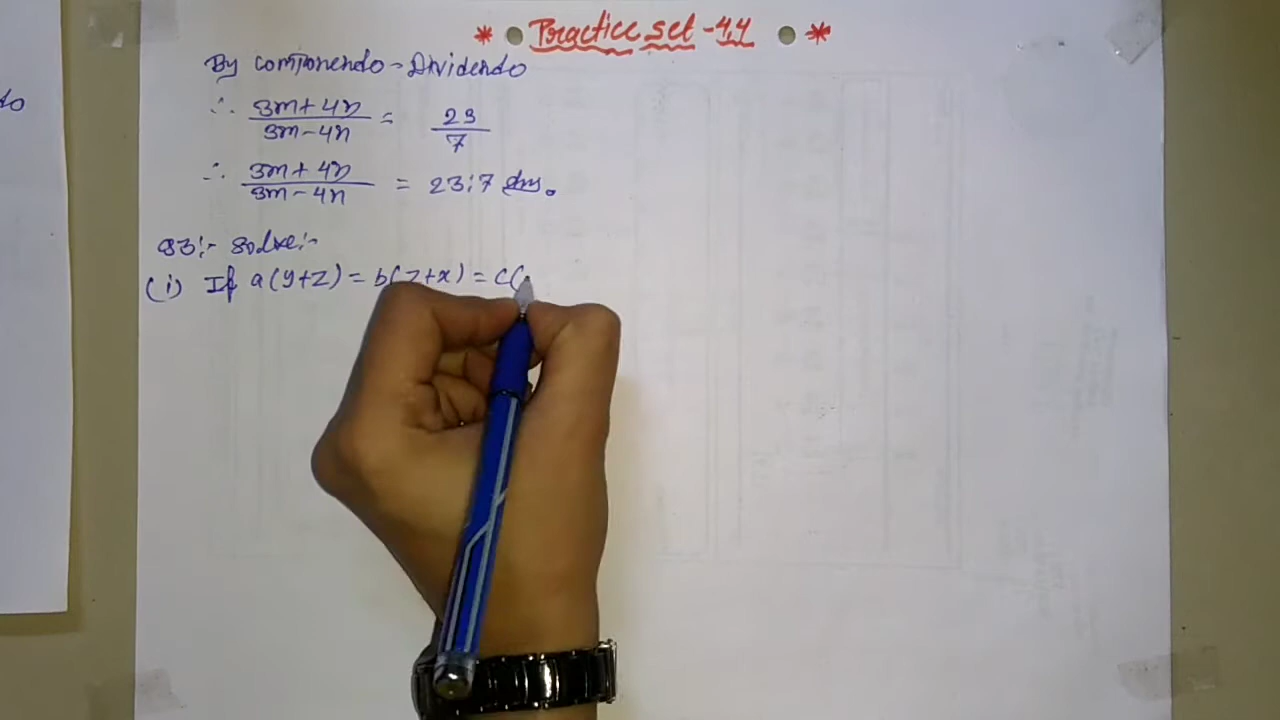 * • Practice set - 4.4 • *
do
By componendo - Dividendo
∴ 3m + 4n / 3m - 4n = 23 / 7
∴ 3m + 4n / 3m - 4n = 23:7 Ans.
Q3:- Solve:-
(i) If a(y+z) = b(z+x) = c(